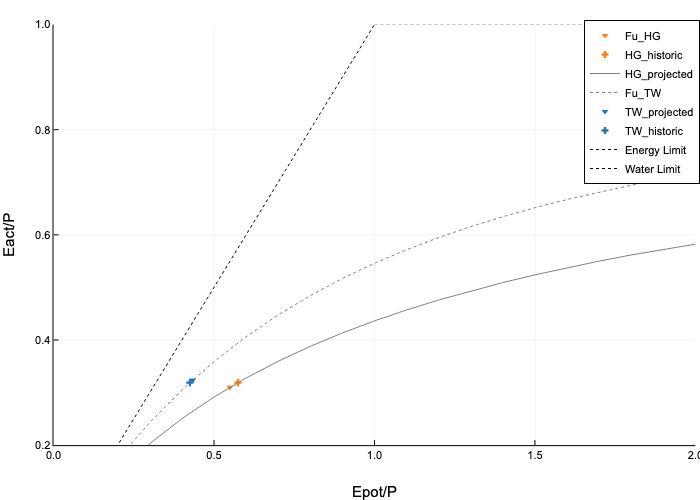 1.0
0.8
0.6
0.4
0.2
Eact/P
0.0
0.5
1.0
1.5
2.0
Epot/P
Fu_HG
HG_historic
HG_projected
Fu_TW
TW_projected
TW_historic
Energy Limit
Water Limit